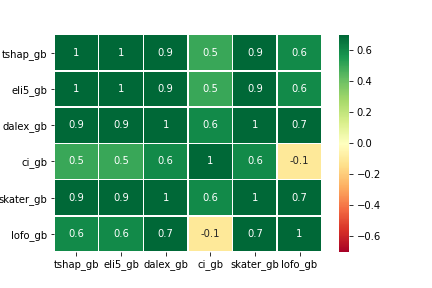 tshap_gb 1 1 0.9 0.5 0.9 0.6
eli5_gb 1 1 0.9 0.5 0.9 0.6
dalex_gb 0.9 0.9 1 0.6 1 0.7
ci_gb 0.5 0.5 0.6 1 0.6 -0.1
skater_gb 0.9 0.9 1 0.6 1 0.7
lofo_gb 0.6 0.6 0.7 -0.1 0.7 1
tshap_gb eli5_gb dalex_gb ci_gb skater_gb lofo_gb
0.6
0.4
0.2
0.0
−0.2
−0.4
−0.6